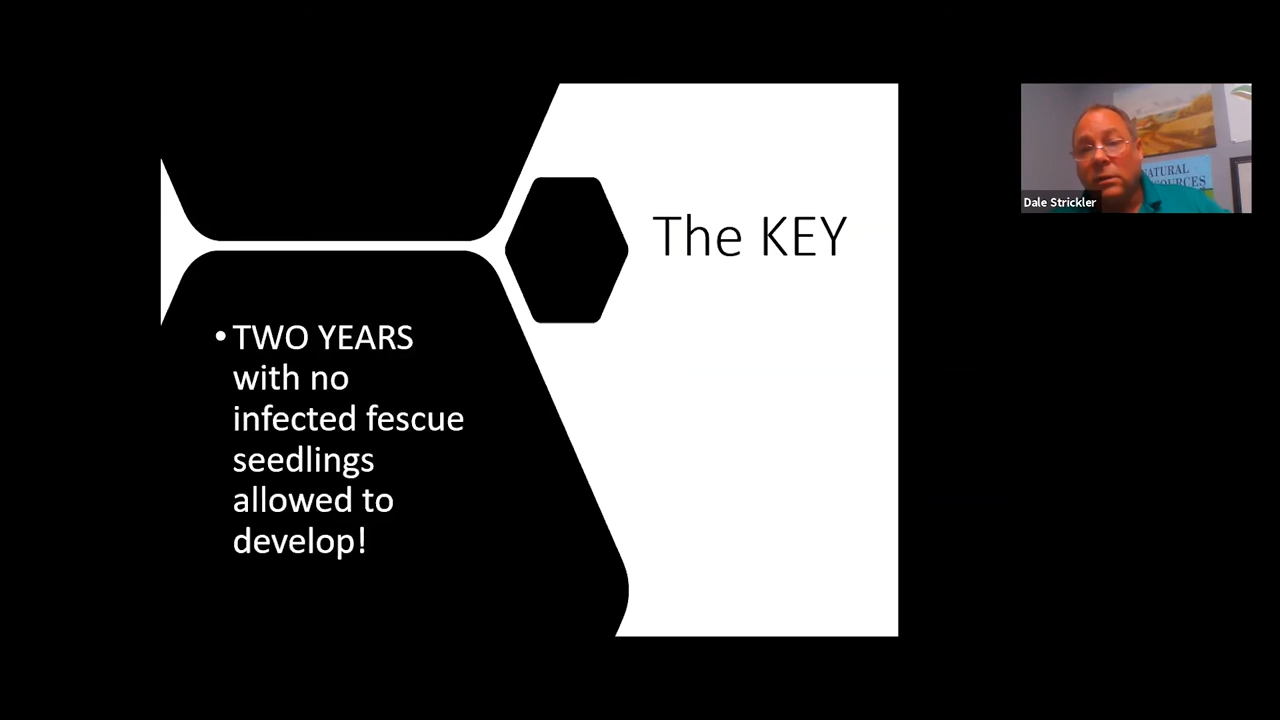 The KEY
• TWO YEARS
with no
infected fescue
seedlings
allowed to
develop!
Dale Strickler